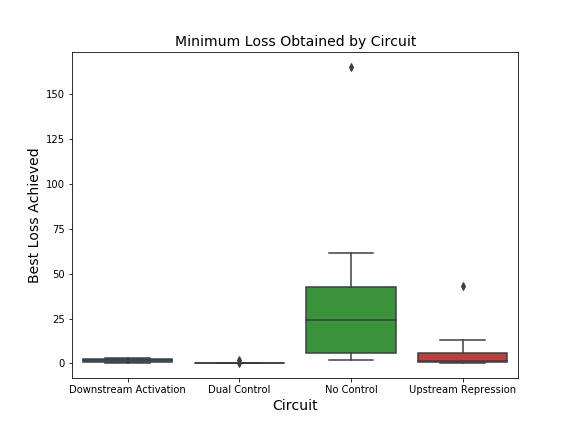 Minimum Loss Obtained by Circuit
Best Loss Achieved
150
125
100
75
50
25
0
Downstream Activation Dual Control No Control Upstream Repression
Circuit